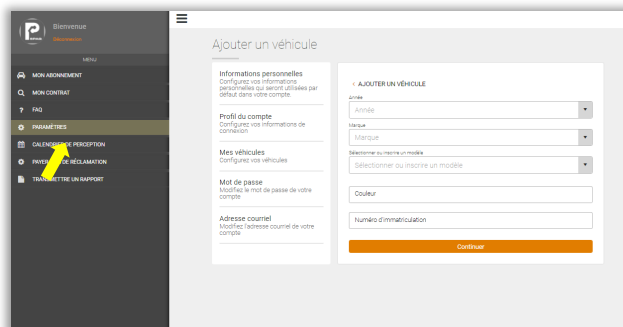 Bienvenue
Déconnexion
MENU
MON ABONNEMENT
MON CONTRAT
FAQ
PARAMÈTRES
CALENDRIER DE PERCEPTION
PAYER DE RÉCLAMATION
TRANSMETTRE UN RAPPORT
Ajouter un véhicule
Informations personnelles
Configurez vos informations
personnelles qui seront utilisées par
défaut dans votre compte.
Profil du compte
Configurez vos informations de
connexion
Mes véhicules
Configurez vos véhicules
Mot de passe
Modifiez le mot de passe de votre
compte
Adresse courriel
Modifiez l'adresse courriel de votre
compte
‹ AJOUTER UN VÉHICULE
Année
Année
Marque
Marque
Sélectionner ou inscrire un modèle
Sélectionner ou inscrire un modèle
Couleur
Numéro d'immatriculation
Continuer